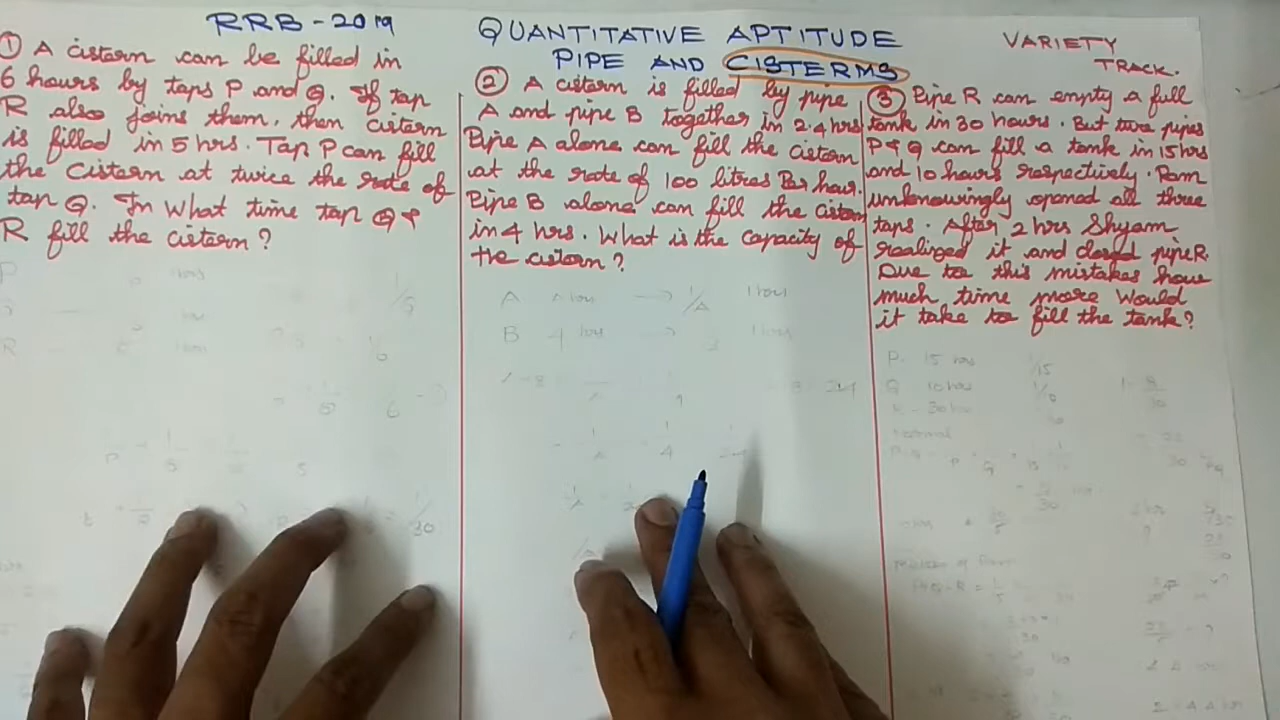 RRB - 2019
QUANTITATIVE APTITUDE
PIPE AND CISTERMS
VARIETY
TRACK.
① A cistern can be filled in
6 hours by taps P and Q. If tap
R also joins them, then cistern
is filled in 5 hrs. Tap P can fill
the Cistern at twice the rate of
tap Q. In What time tap Q &
R fill the cistern?
② A cistern is filled by pipe
A and pipe B together in 2.4 hrs
Pipe A alone can fill the cistern
at the rate of 100 litres Per hour.
Pipe B alone can fill the cistern
in 4 hrs. What is the capacity of
the cistern?
③ Pipe R can empty a full
tank in 30 hours. But two pipes
P & Q can fill a tank in 15 hrs
and 10 hours respectively. Ram
unknowingly opened all three
taps. After 2 hrs Shyam
realized it and closed pipe R.
Due to this mistakes how
much time more Would
it take to fill the tank?